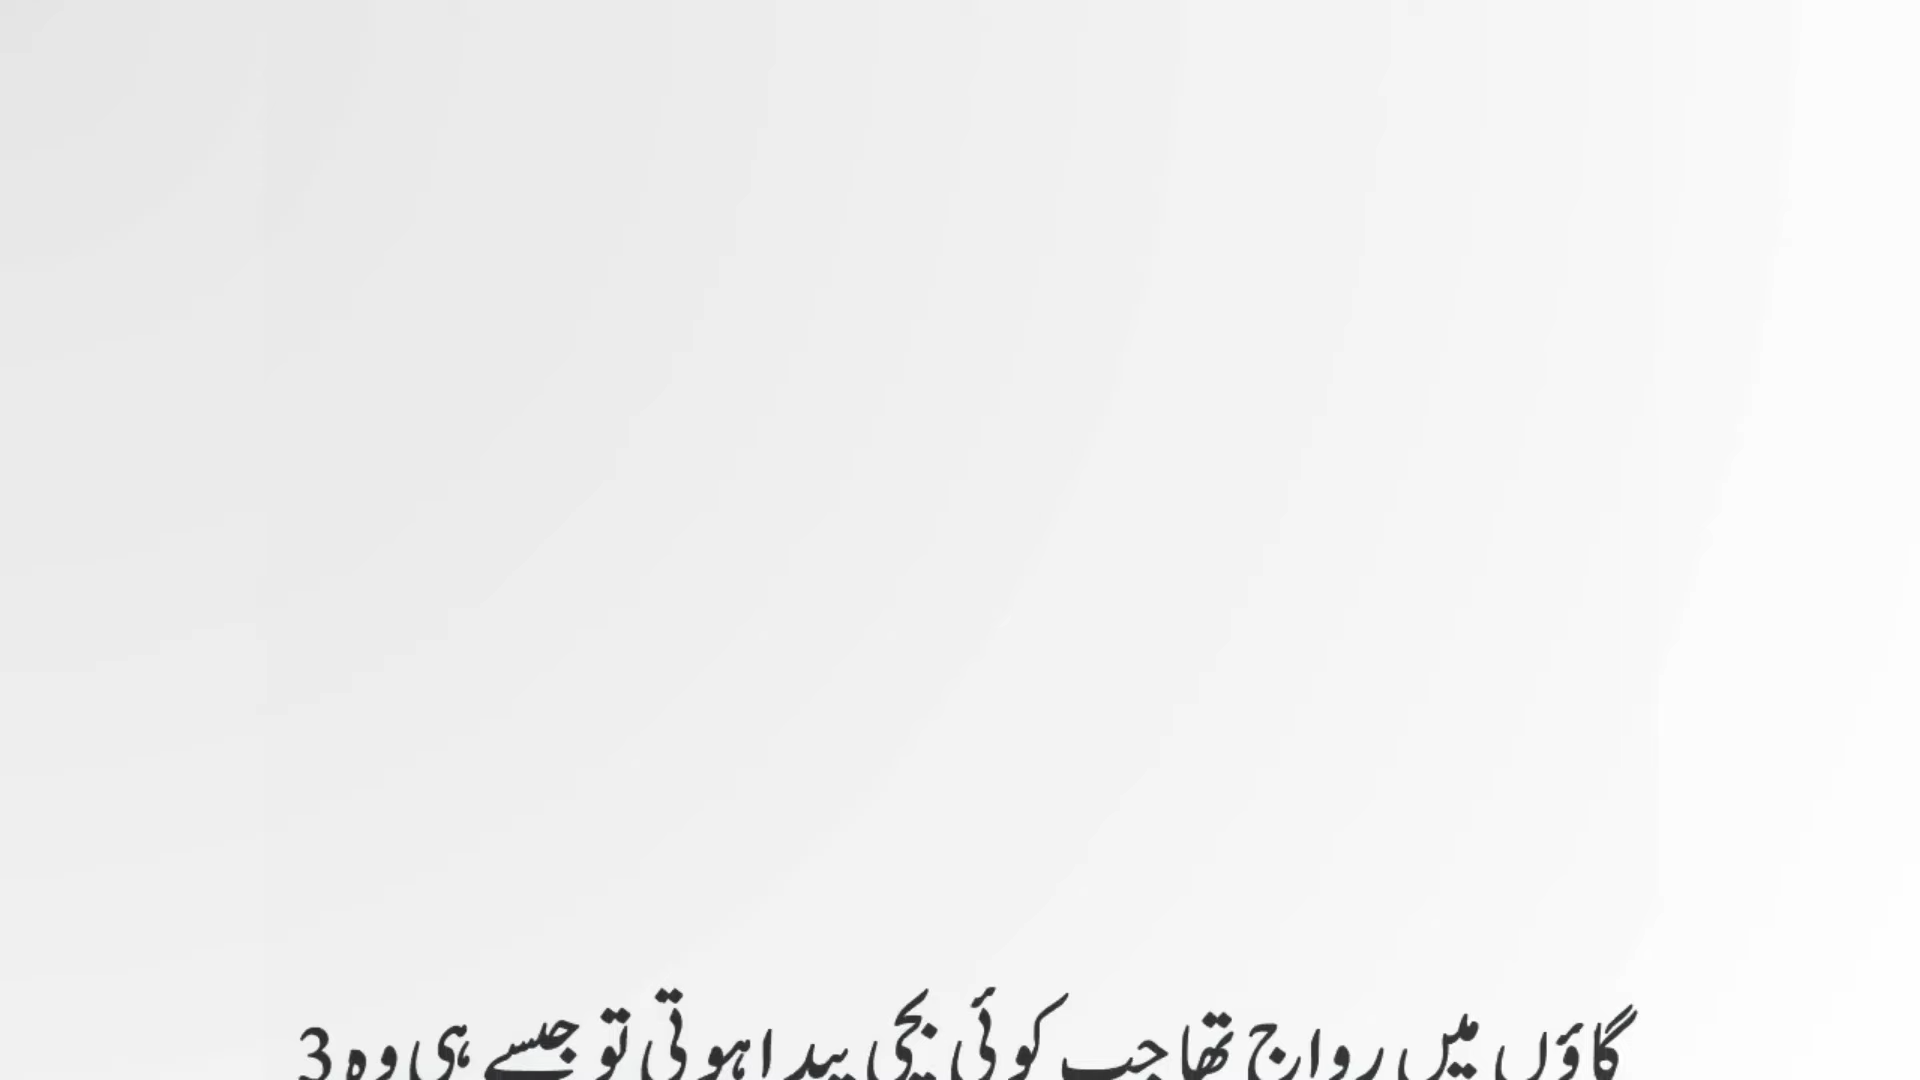 گاؤں میں رواج تھا جب کوئی بچی پیدا ہوتی تو جیسے ہی وہ 3